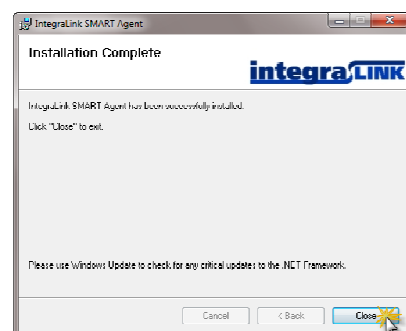 IntegraLink SMART Agent
Installation Complete
integraLINK
IntegraLink SMART Agent has been successfully installed.
Click "Close" to exit.
Please use Windows Update to check for any critical updates to the .NET Framework.
Cancel < Back Close